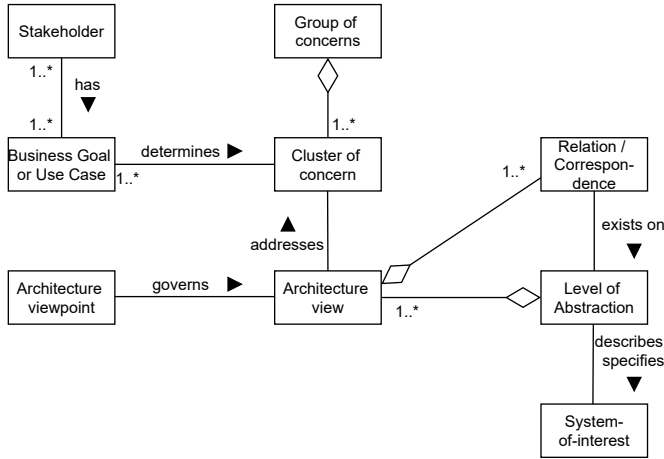 Stakeholder
Group of
concerns
1..*
has
1..*
1..*
Business Goal
or Use Case
determines
1..*
Cluster of
concern
Relation /
Correspon-
dence
1..*
addresses
exists on
Architecture
viewpoint
governs
Architecture
view
1..*
Level of
Abstraction
describes
specifies
System-
of-interest